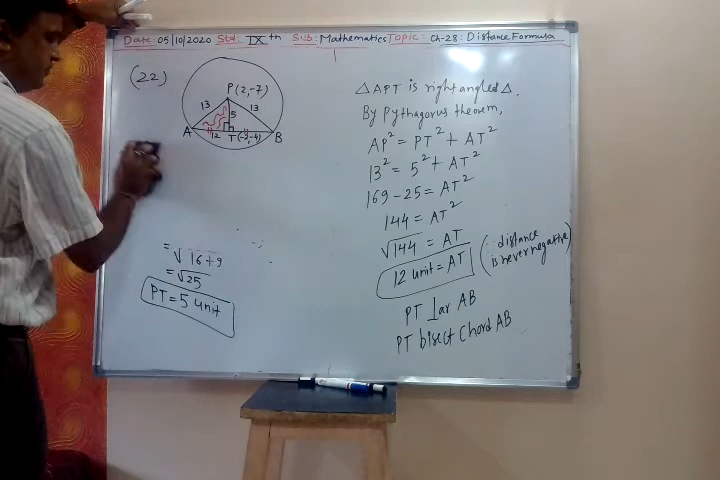 Date: 05/10/2020 Std: IX th Sub: Mathematics Topic: Ch-28: Distance Formula
(22)
P(2,-7)
13 13
5
A 12 T(-2,-4) B
= √16+9
= √25
PT = 5 unit
△APT is right angled △.
By Pythagorus theorem,
AP² = PT² + AT²
13² = 5² + AT²
169 - 25 = AT²
144 = AT²
√144 = AT
12 unit = AT (∵ distance is never negative)
PT ⊥ar AB
PT bisect Chord AB